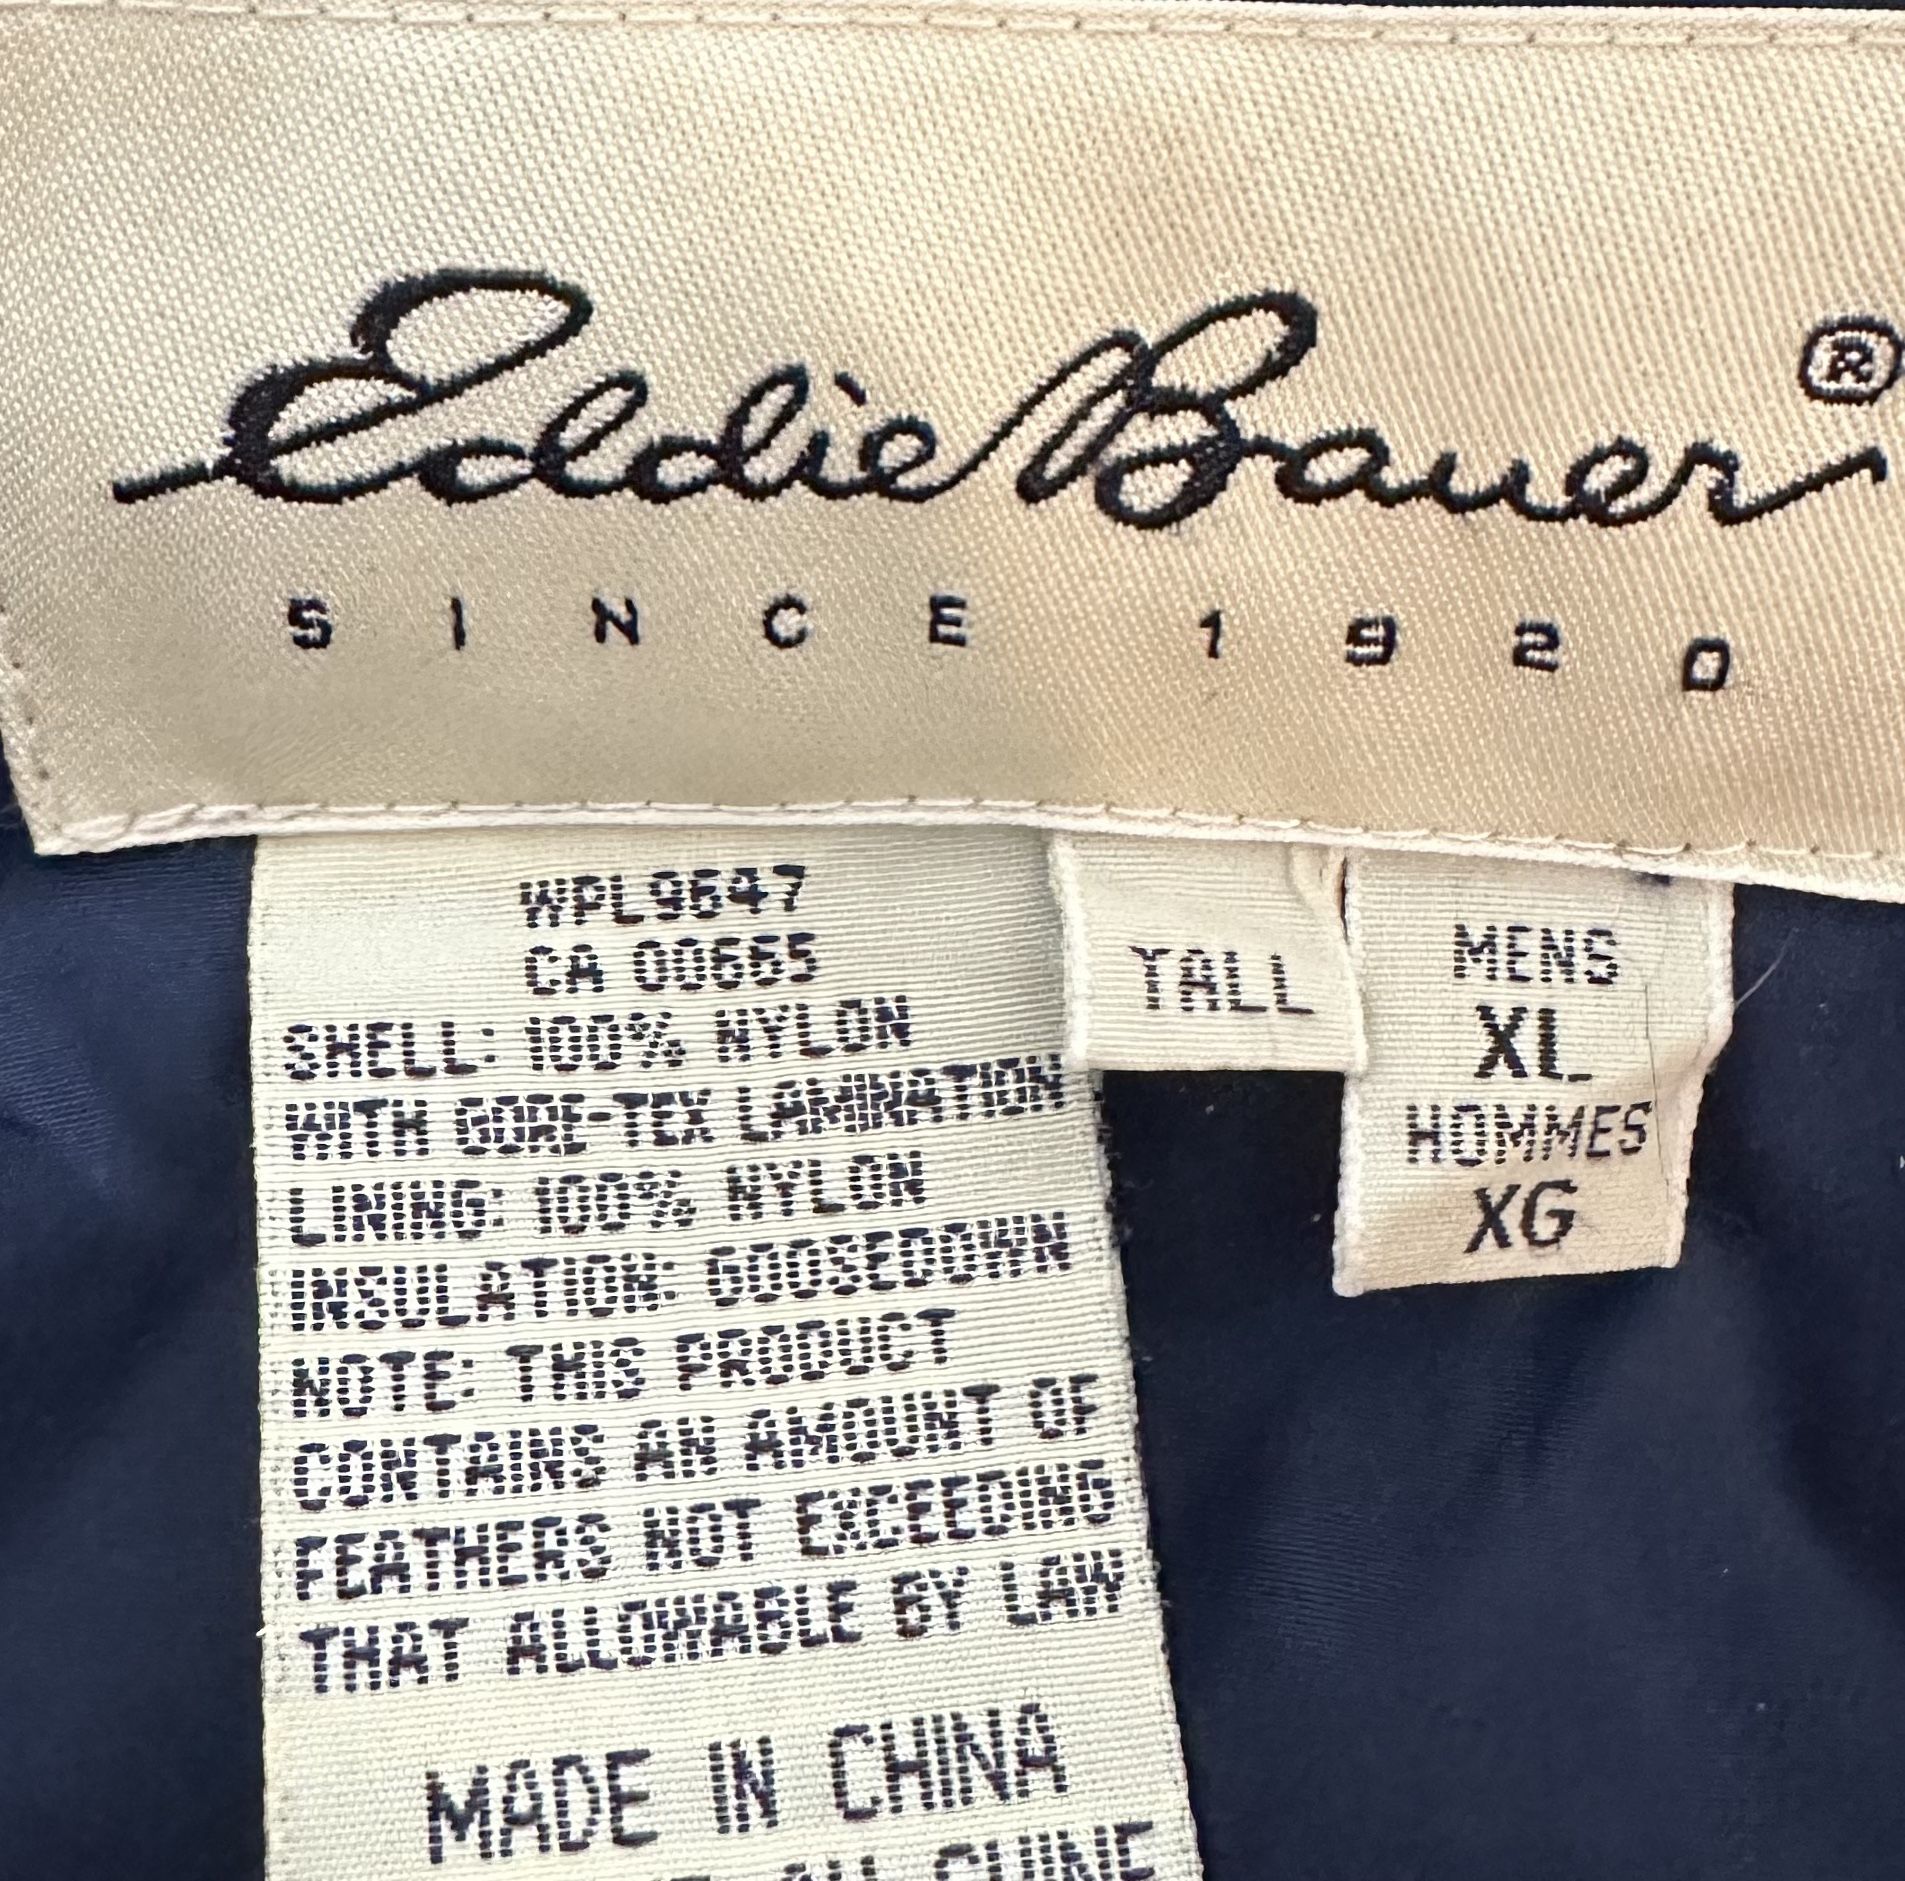 Eddie Bauer®
SINCE 1920
WPL9647
CA 00665
SHELL: 100% NYLON
WITH GORE-TEX LAMINATION
LINING: 100% NYLON
INSULATION: GOOSEDOWN
NOTE: THIS PRODUCT
CONTAINS AN AMOUNT OF
FEATHERS NOT EXCEEDING
THAT ALLOWABLE BY LAW
MADE IN CHINA
CHINE
TALL
MENS
XL
HOMMES
XG